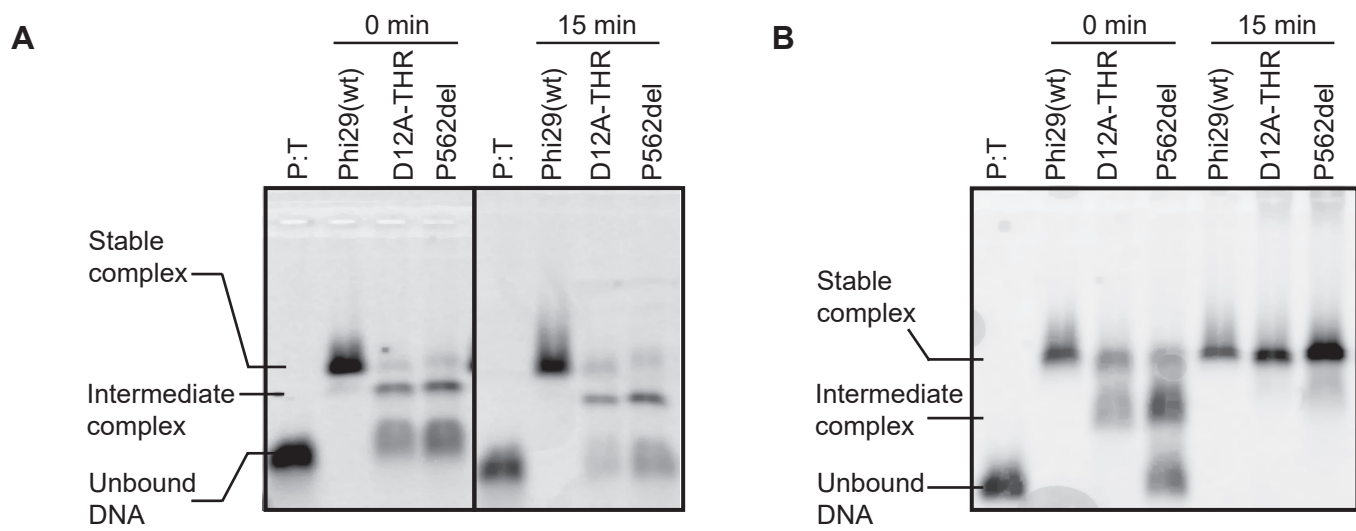 A
0 min
15 min
P:T
Phi29(wt)
D12A-THR
P562del
P:T
Phi29(wt)
D12A-THR
P562del
Stable
complex
Intermediate
complex
Unbound
DNA
B
0 min
15 min
P:T
Phi29(wt)
D12A-THR
P562del
Phi29(wt)
D12A-THR
P562del
Stable
complex
Intermediate
complex
Unbound
DNA